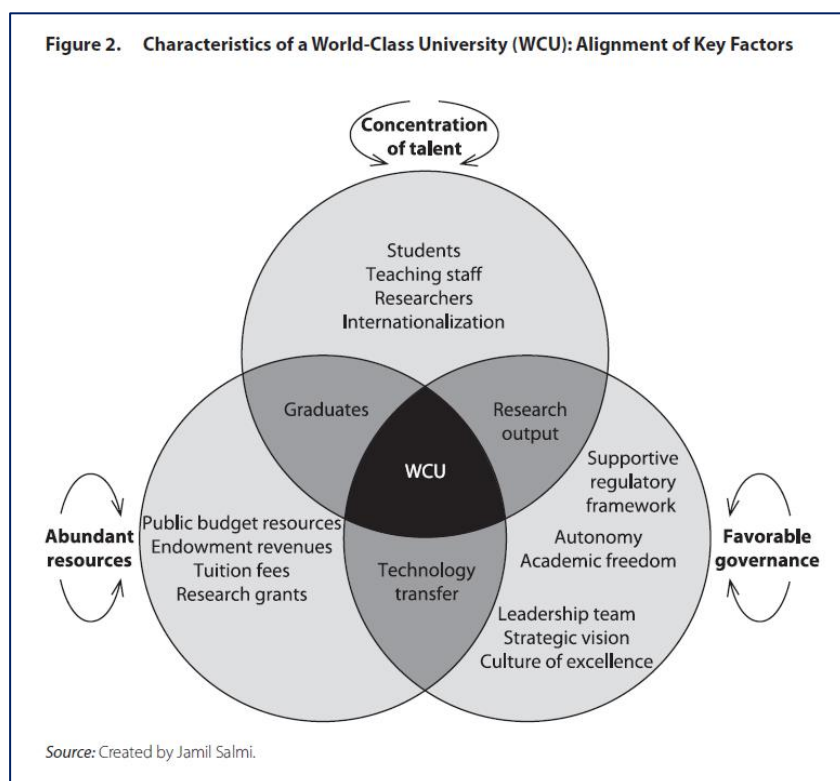 Figure 2. Characteristics of a World-Class University (WCU): Alignment of Key Factors
Concentration
of talent
Students
Teaching staff
Researchers
Internationalization
Graduates
Research
output
WCU
Supportive
regulatory
framework
Abundant
resources
Public budget resources
Endowment revenues
Tuition fees
Research grants
Technology
transfer
Autonomy
Academic freedom
Favorable
governance
Leadership team
Strategic vision
Culture of excellence
Source: Created by Jamil Salmi.